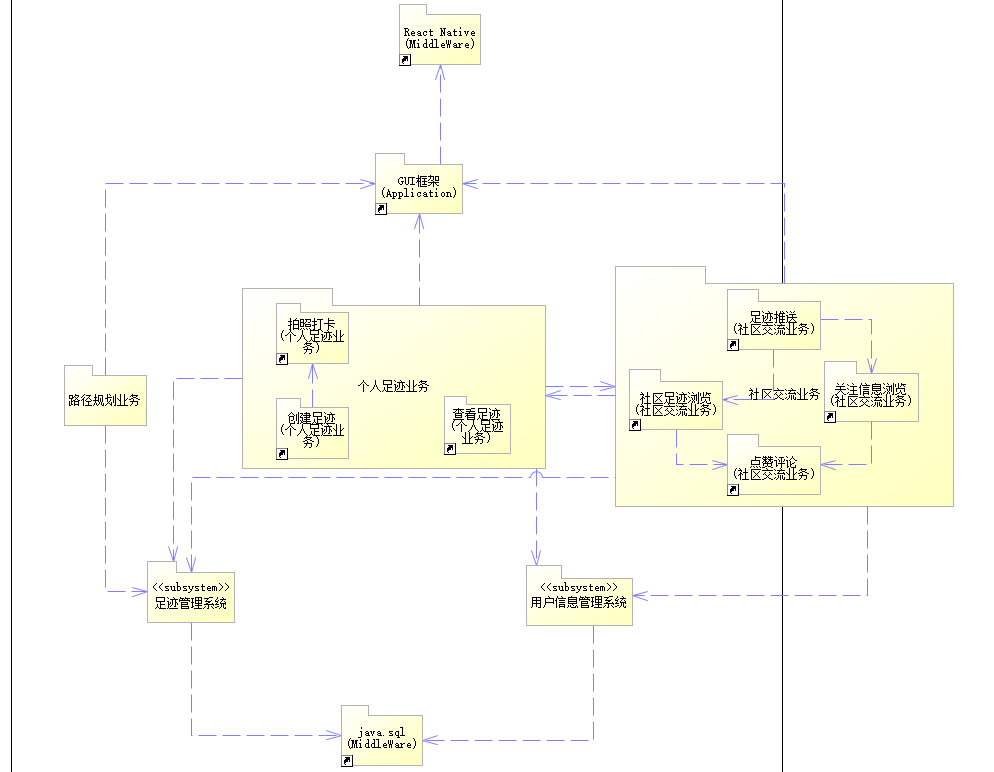 React Native
(MiddleWare)
GUI框架
(Application)
拍照打卡
(个人足迹业
务)
创建足迹
(个人足迹业
务)
个人足迹业务
查看足迹
(个人足迹
业务)
足迹推送
(社区交流业务)
社区足迹浏览
(社区交流业务)
社区交流业务
关注信息浏览
(社区交流业务)
点赞评论
(社区交流业务)
路径规划业务
<<subsystem>>
足迹管理系统
<<subsystem>>
用户信息管理系统
java.sql
(MiddleWare)